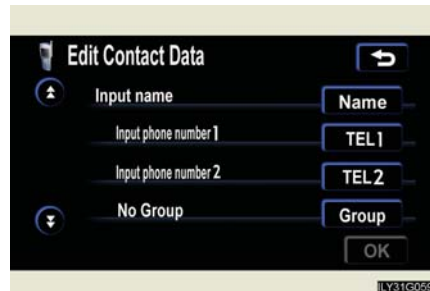 Edit Contact Data
Input name Name
Input phone number 1 TEL1
Input phone number 2 TEL2
No Group Group
OK
ILY31G059